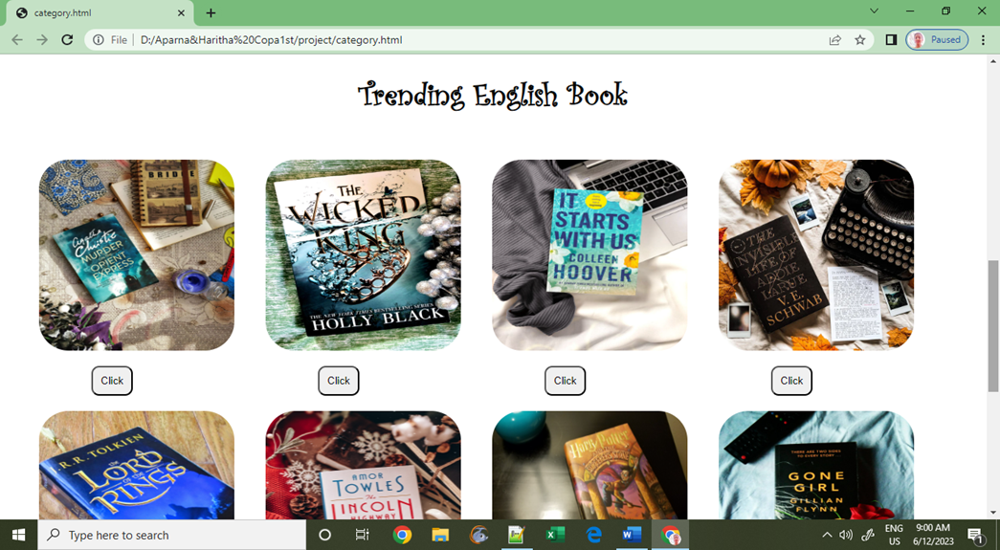 category.html
File | D:/Aparna&Haritha%20Copa1st/project/category.html
Paused
Trending English Book
BRIDE
Agatha
Christie
MURDER
ORIENT
EXPRESS
THE
WICKED
KING
THE NEW YORK TIMES BESTSELLING SERIES
HOLLY BLACK
IT
STARTS
WITH US
COLLEEN
HOOVER
THE
INVISIBLE
LIFE OF
ADDIE
LARUE
V. E.
SCHWAB
Click
Click
Click
Click
J.R.R. TOLKIEN
THE
LORD
OF THE
RINGS
AMOR
TOWLES
The
LINCOLN
HIGHWAY
Harry Potter
THERE ARE TWO SIDES
TO EVERY STORY...
GONE
GIRL
GILLIAN
FLYNN
Type here to search
ENG
US
9:00 AM
6/12/2023
1